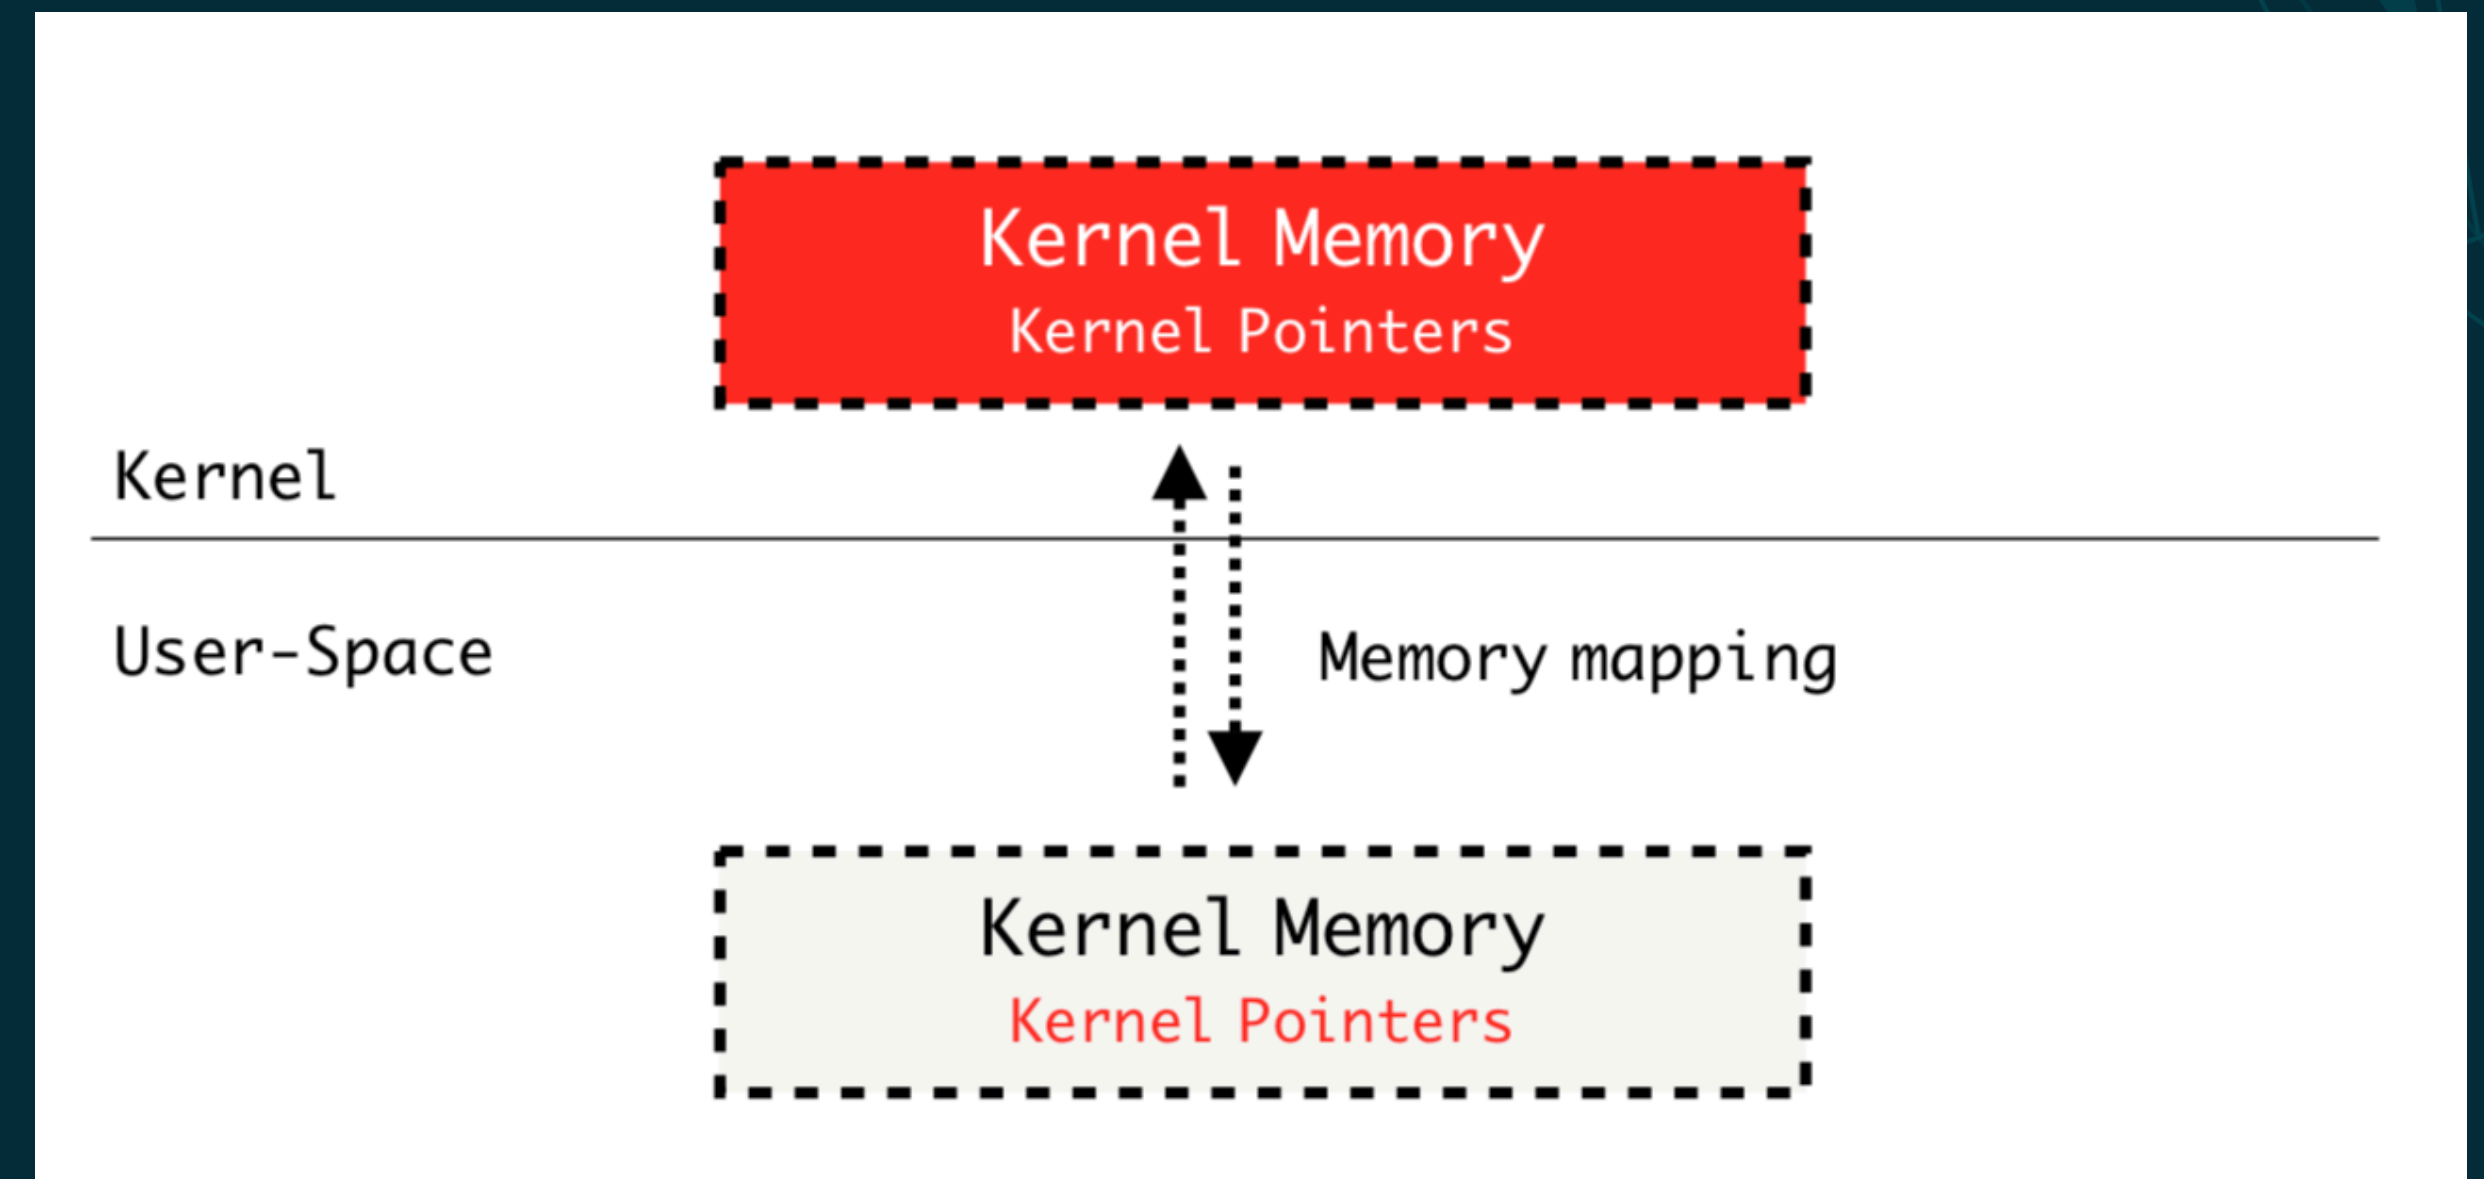 Kernel Memory
Kernel Pointers
Kernel
User-Space
Memory mapping
Kernel Memory
Kernel Pointers